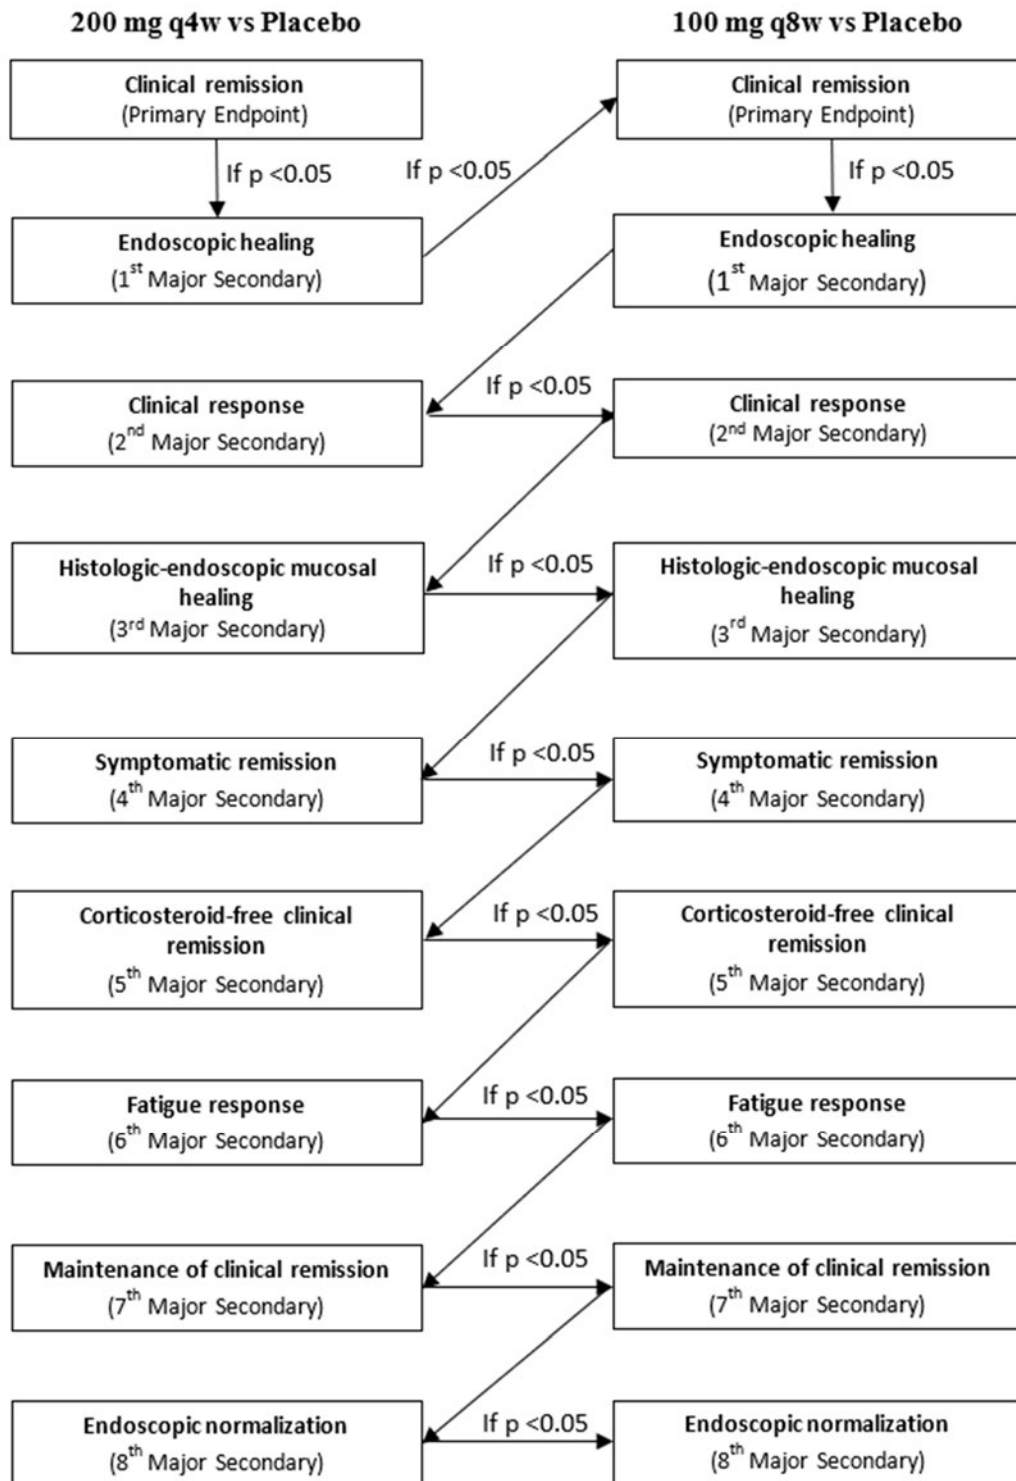 200 mg q4w vs Placebo
100 mg q8w vs Placebo
Clinical remission
(Primary Endpoint)
Clinical remission
(Primary Endpoint)
If p <0.05
If p <0.05
If p <0.05
Endoscopic healing
(1st Major Secondary)
Endoscopic healing
(1st Major Secondary)
If p <0.05
Clinical response
(2nd Major Secondary)
Clinical response
(2nd Major Secondary)
If p <0.05
Histologic-endoscopic mucosal
healing
(3rd Major Secondary)
Histologic-endoscopic mucosal
healing
(3rd Major Secondary)
If p <0.05
Symptomatic remission
(4th Major Secondary)
Symptomatic remission
(4th Major Secondary)
If p <0.05
Corticosteroid-free clinical
remission
(5th Major Secondary)
Corticosteroid-free clinical
remission
(5th Major Secondary)
If p <0.05
Fatigue response
(6th Major Secondary)
Fatigue response
(6th Major Secondary)
If p <0.05
Maintenance of clinical remission
(7th Major Secondary)
Maintenance of clinical remission
(7th Major Secondary)
If p <0.05
Endoscopic normalization
(8th Major Secondary)
Endoscopic normalization
(8th Major Secondary)